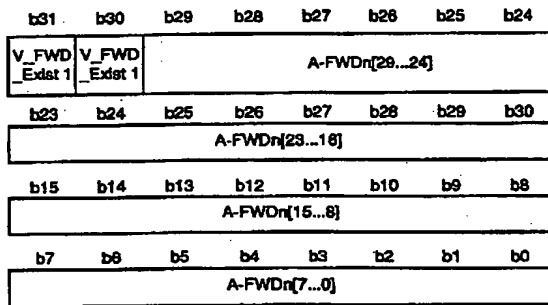 b31 b30 b29 b28 b27 b26 b25 b24
V_FWD V_FWD
_Exist 1 _Exist 1
A-FWDn[29...24]
b23 b24 b25 b26 b27 b28 b29 b30
A-FWDn[23...16]
b15 b14 b13 b12 b11 b10 b9 b8
A-FWDn[15...8}
b7 b6 b5 b4 b3 b2 b1 b0
A-FWDn[7...0}